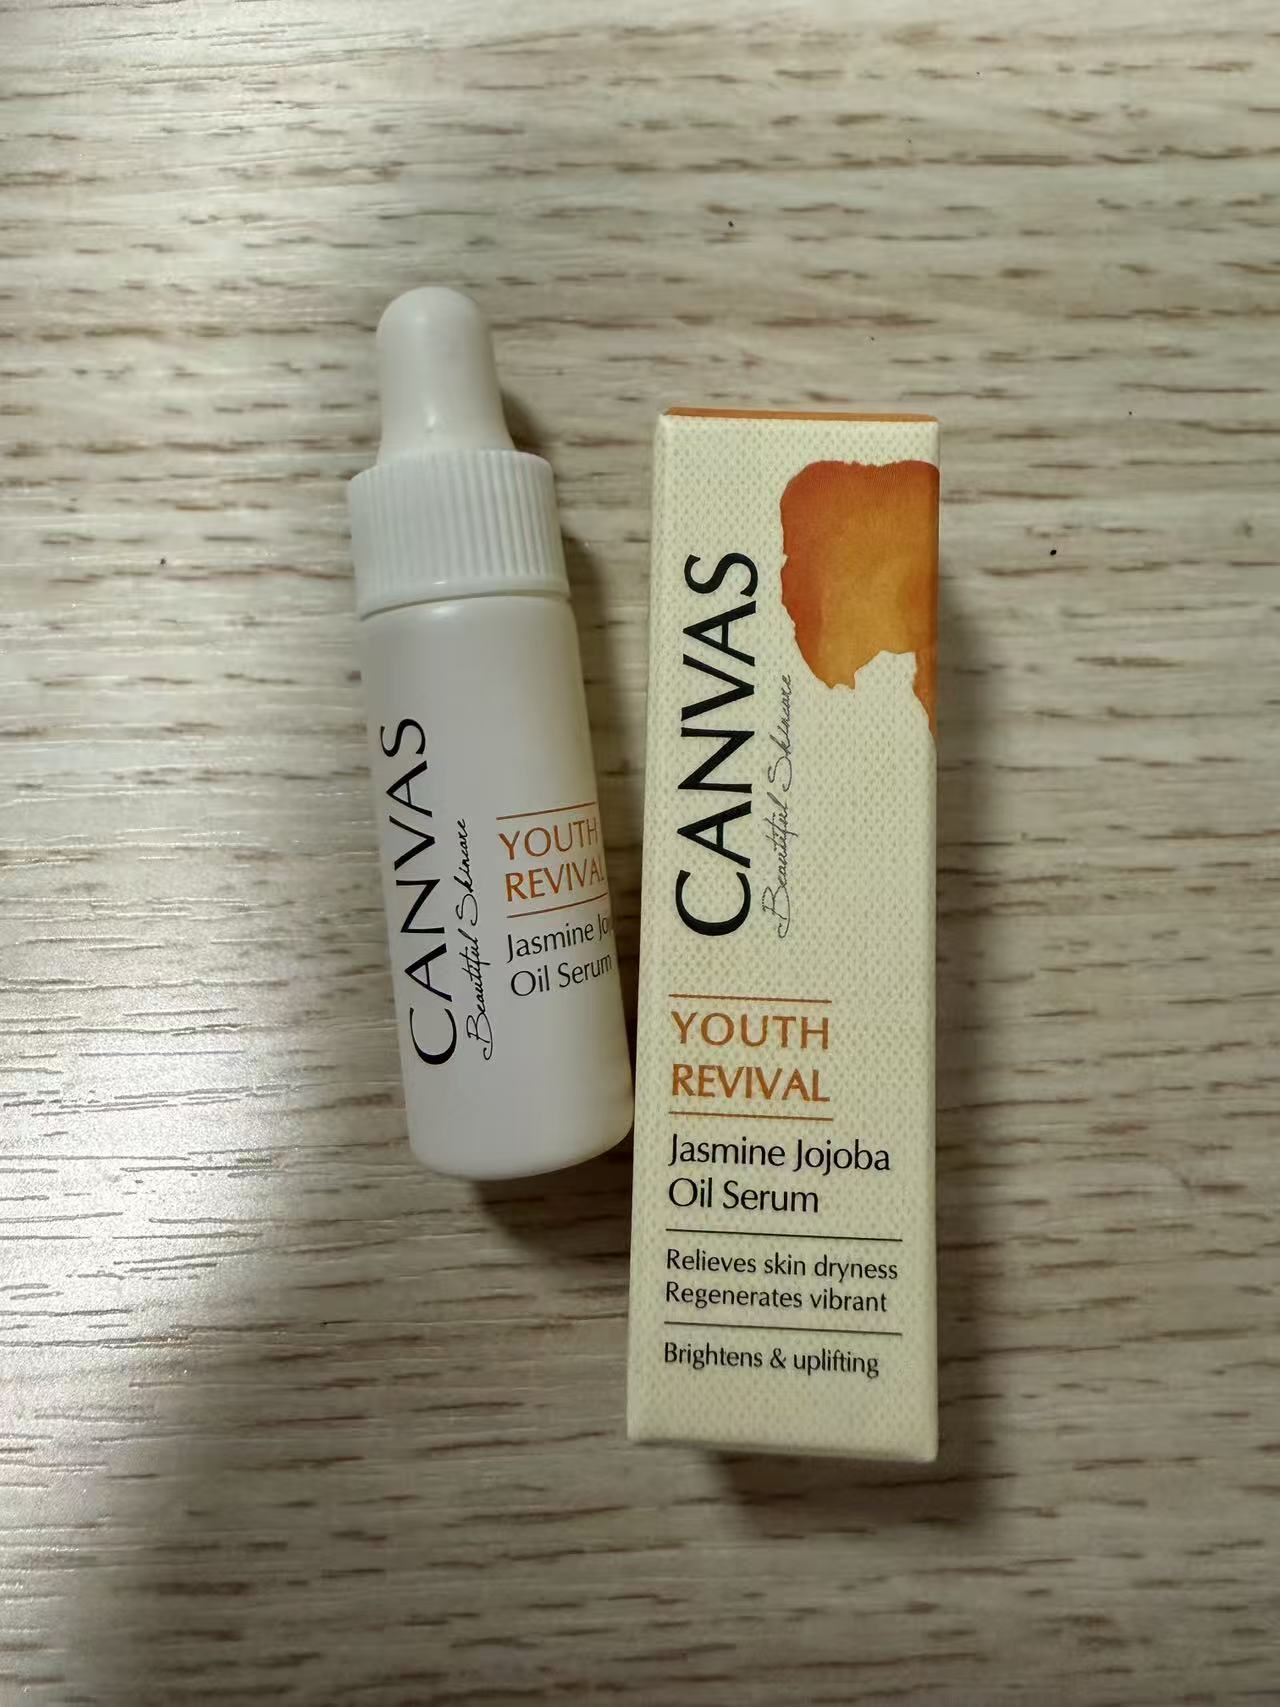 CANVAS
Beautiful Skincare
YOUTH
REVIVAL
Jasmine
Oil Serum
CANVAS
Beautiful Skincare
YOUTH
REVIVAL
Jasmine Jojoba
Oil Serum
Relieves skin dryness
Regenerates vibrant
Brightens & uplifting